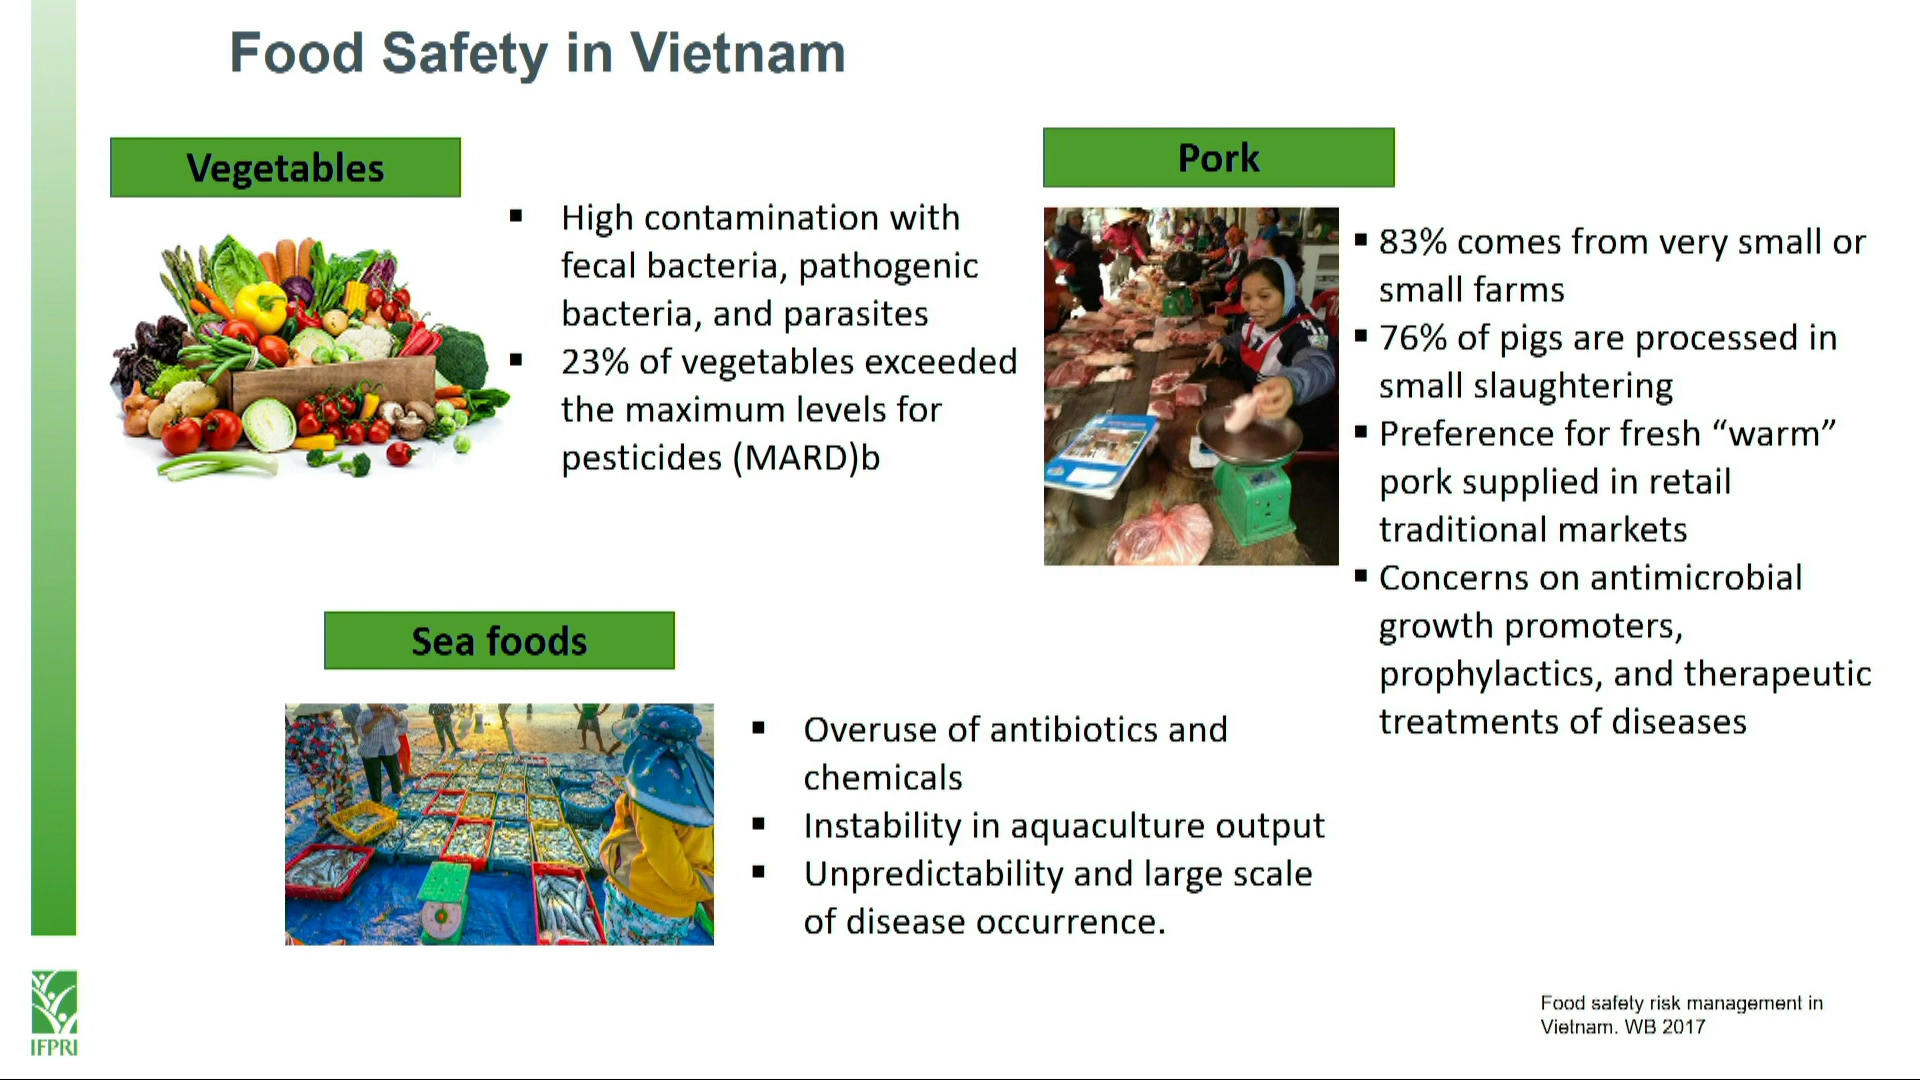 Food Safety in Vietnam
Vegetables
▪ High contamination with
fecal bacteria, pathogenic
bacteria, and parasites
▪ 23% of vegetables exceeded
the maximum levels for
pesticides (MARD)b
Pork
▪ 83% comes from very small or
small farms
▪ 76% of pigs are processed in
small slaughtering
▪ Preference for fresh “warm”
pork supplied in retail
traditional markets
▪ Concerns on antimicrobial
growth promoters,
prophylactics, and therapeutic
treatments of diseases
Sea foods
▪ Overuse of antibiotics and
chemicals
▪ Instability in aquaculture output
▪ Unpredictability and large scale
of disease occurrence.
IFPRI
Food safety risk management in
Vietnam. WB 2017